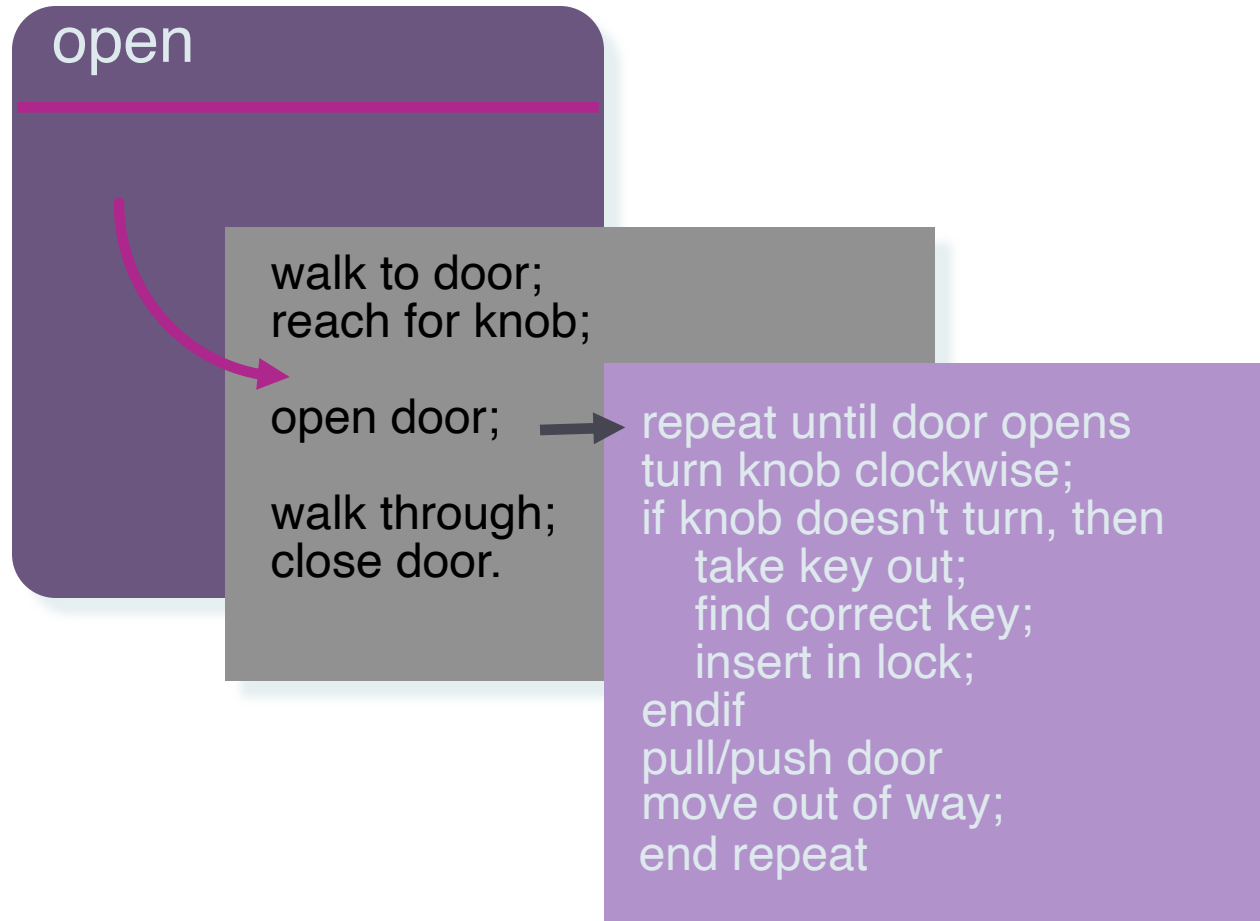 open
walk to door;
reach for knob;
open door;
walk through;
close door.
repeat until door opens
turn knob clockwise;
if knob doesn't turn, then
take key out;
find correct key;
insert in lock;
endif
pull/push door
move out of way;
end repeat